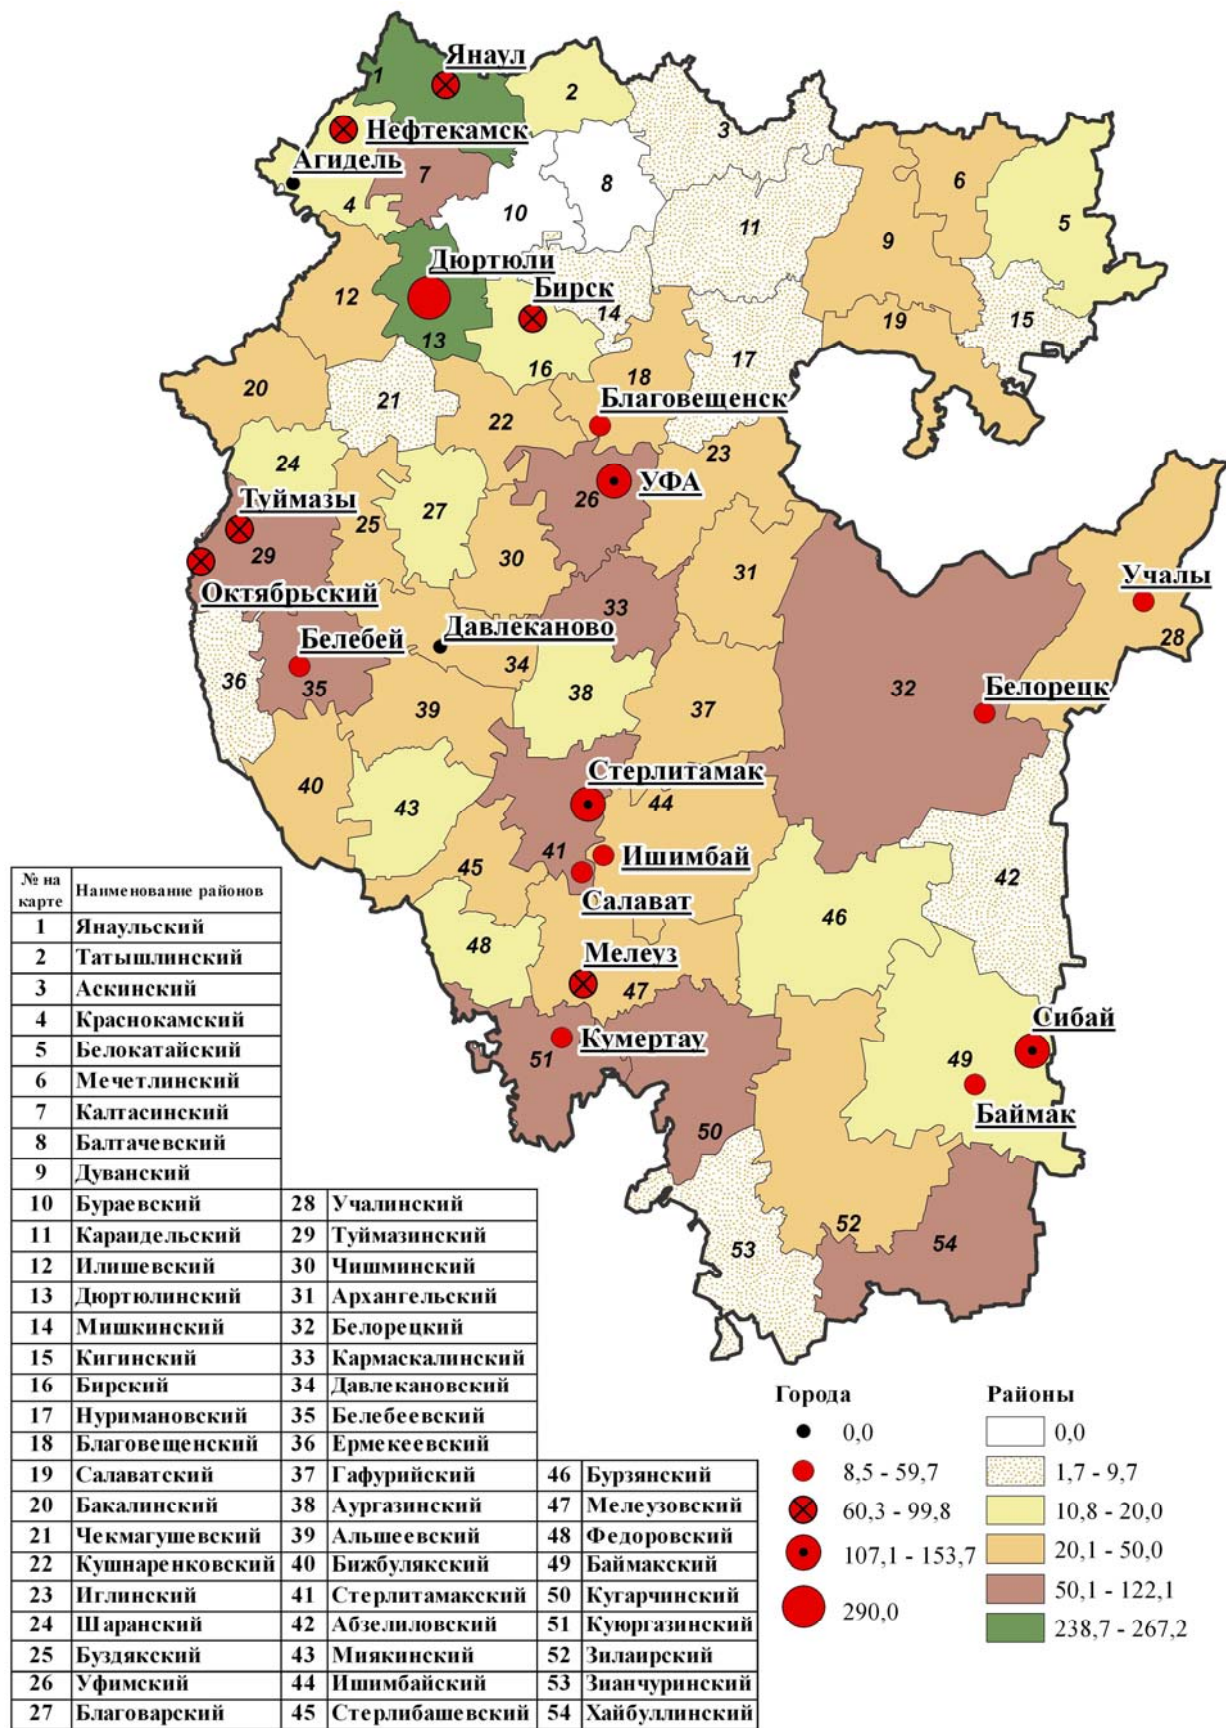 Янаул
1
2
3
Нефтекамск
Агидель
7
8
6
4
10
11
5
9
Дюртюли
Бирск
12
14
15
13
19
17
16
18
20
21
Благовещенск
22
23
24
Туймазы
26
УФА
27
25
30
29
31
Октябрьский
Учалы
33
Белебей
Давлеканово
28
34
36
35
38
32
Белорецк
39
37
40
Стерлитамак
43
44
41
Ишимбай
45
42
Салават
46
48
Мелеуз
47
Сибай
Кумертау
51
49
Баймак
50
52
53
54
№ на карте Наименование районов
1 Янаульский
2 Татышлинский
3 Аскинский
4 Краснокамский
5 Белокатайский
6 Мечетлинский
7 Калтасинский
8 Балтачевский
9 Дуванский
10 Бураевский 28 Учалинский
11 Караидельский 29 Туймазинский
12 Илишевский 30 Чишминский
13 Дюртюлинский 31 Архангельский
14 Мишкинский 32 Белорецкий
15 Кигинский 33 Кармаскалинский
16 Бирский 34 Давлекановский
17 Нуримановский 35 Белебеевский
18 Благовещенский 36 Ермекеевский
19 Салаватский 37 Гафурийский 46 Бурзянский
20 Бакалинский 38 Аургазинский 47 Мелеузовский
21 Чекмагушевский 39 Альшеевский 48 Федоровский
22 Кушнаренковский 40 Бижбулякский 49 Баймакский
23 Иглинский 41 Стерлитамакский 50 Кугарчинский
24 Шаранский 42 Абзелиловский 51 Куюргазинский
25 Буздякский 43 Миякинский 52 Зилаирский
26 Уфимский 44 Ишимбайский 53 Зианчуринский
27 Благоварский 45 Стерлибашевский 54 Хайбуллинский
Города Районы
0,0 0,0
8,5 - 59,7 1,7 - 9,7
60,3 - 99,8 10,8 - 20,0
107,1 - 153,7 20,1 - 50,0
290,0 50,1 - 122,1
238,7 - 267,2